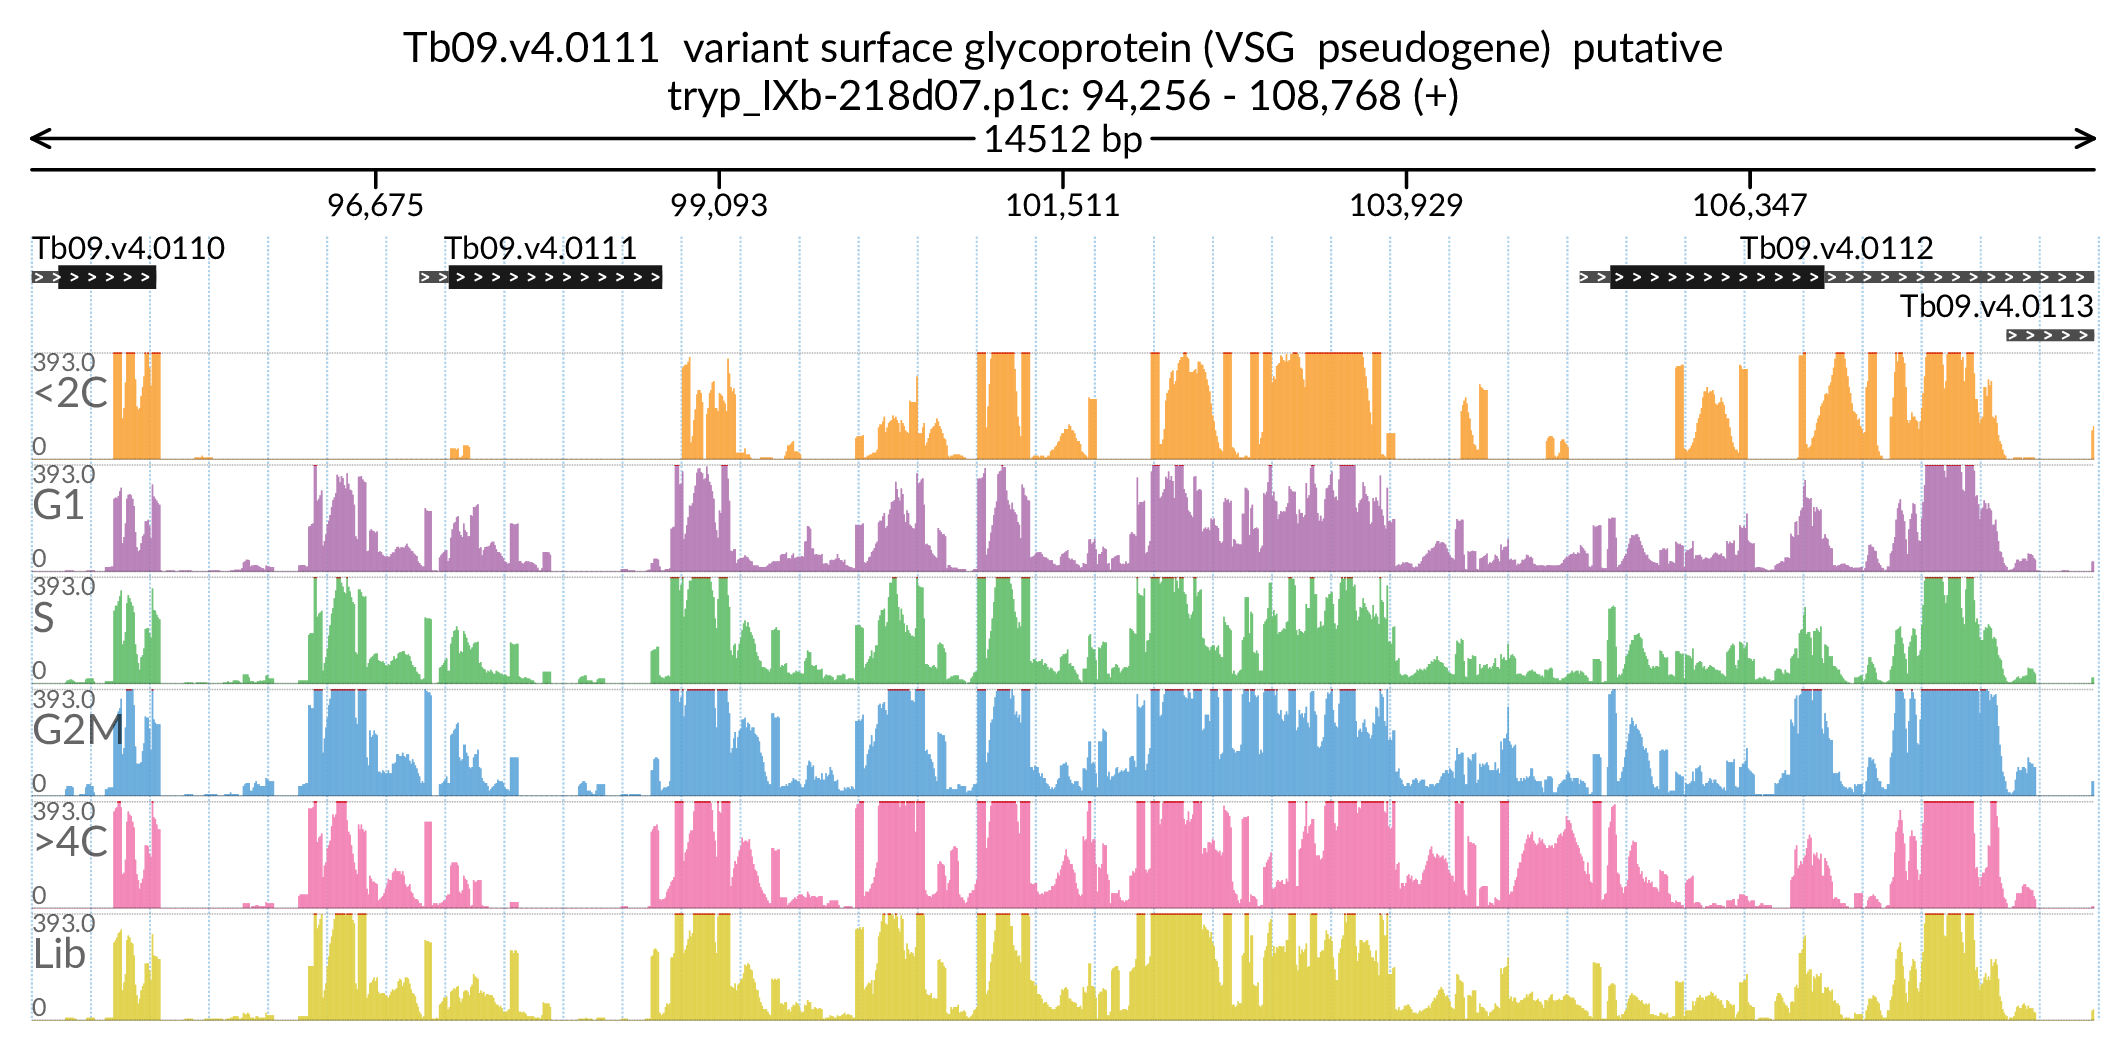 Tb09.v4.0111  variant surface glycoprotein (VSG  pseudogene)  putative
tryp_IXb-218d07.p1c: 94,256 - 108,768 (+)
14512 bp
96,675 99,093 101,511 103,929 106,347
Tb09.v4.0110 Tb09.v4.0111 Tb09.v4.0112
Tb09.v4.0113
393.0
<2C
0
393.0
G1
0
393.0
S
0
393.0
G2M
0
393.0
>4C
0
393.0
Lib
0